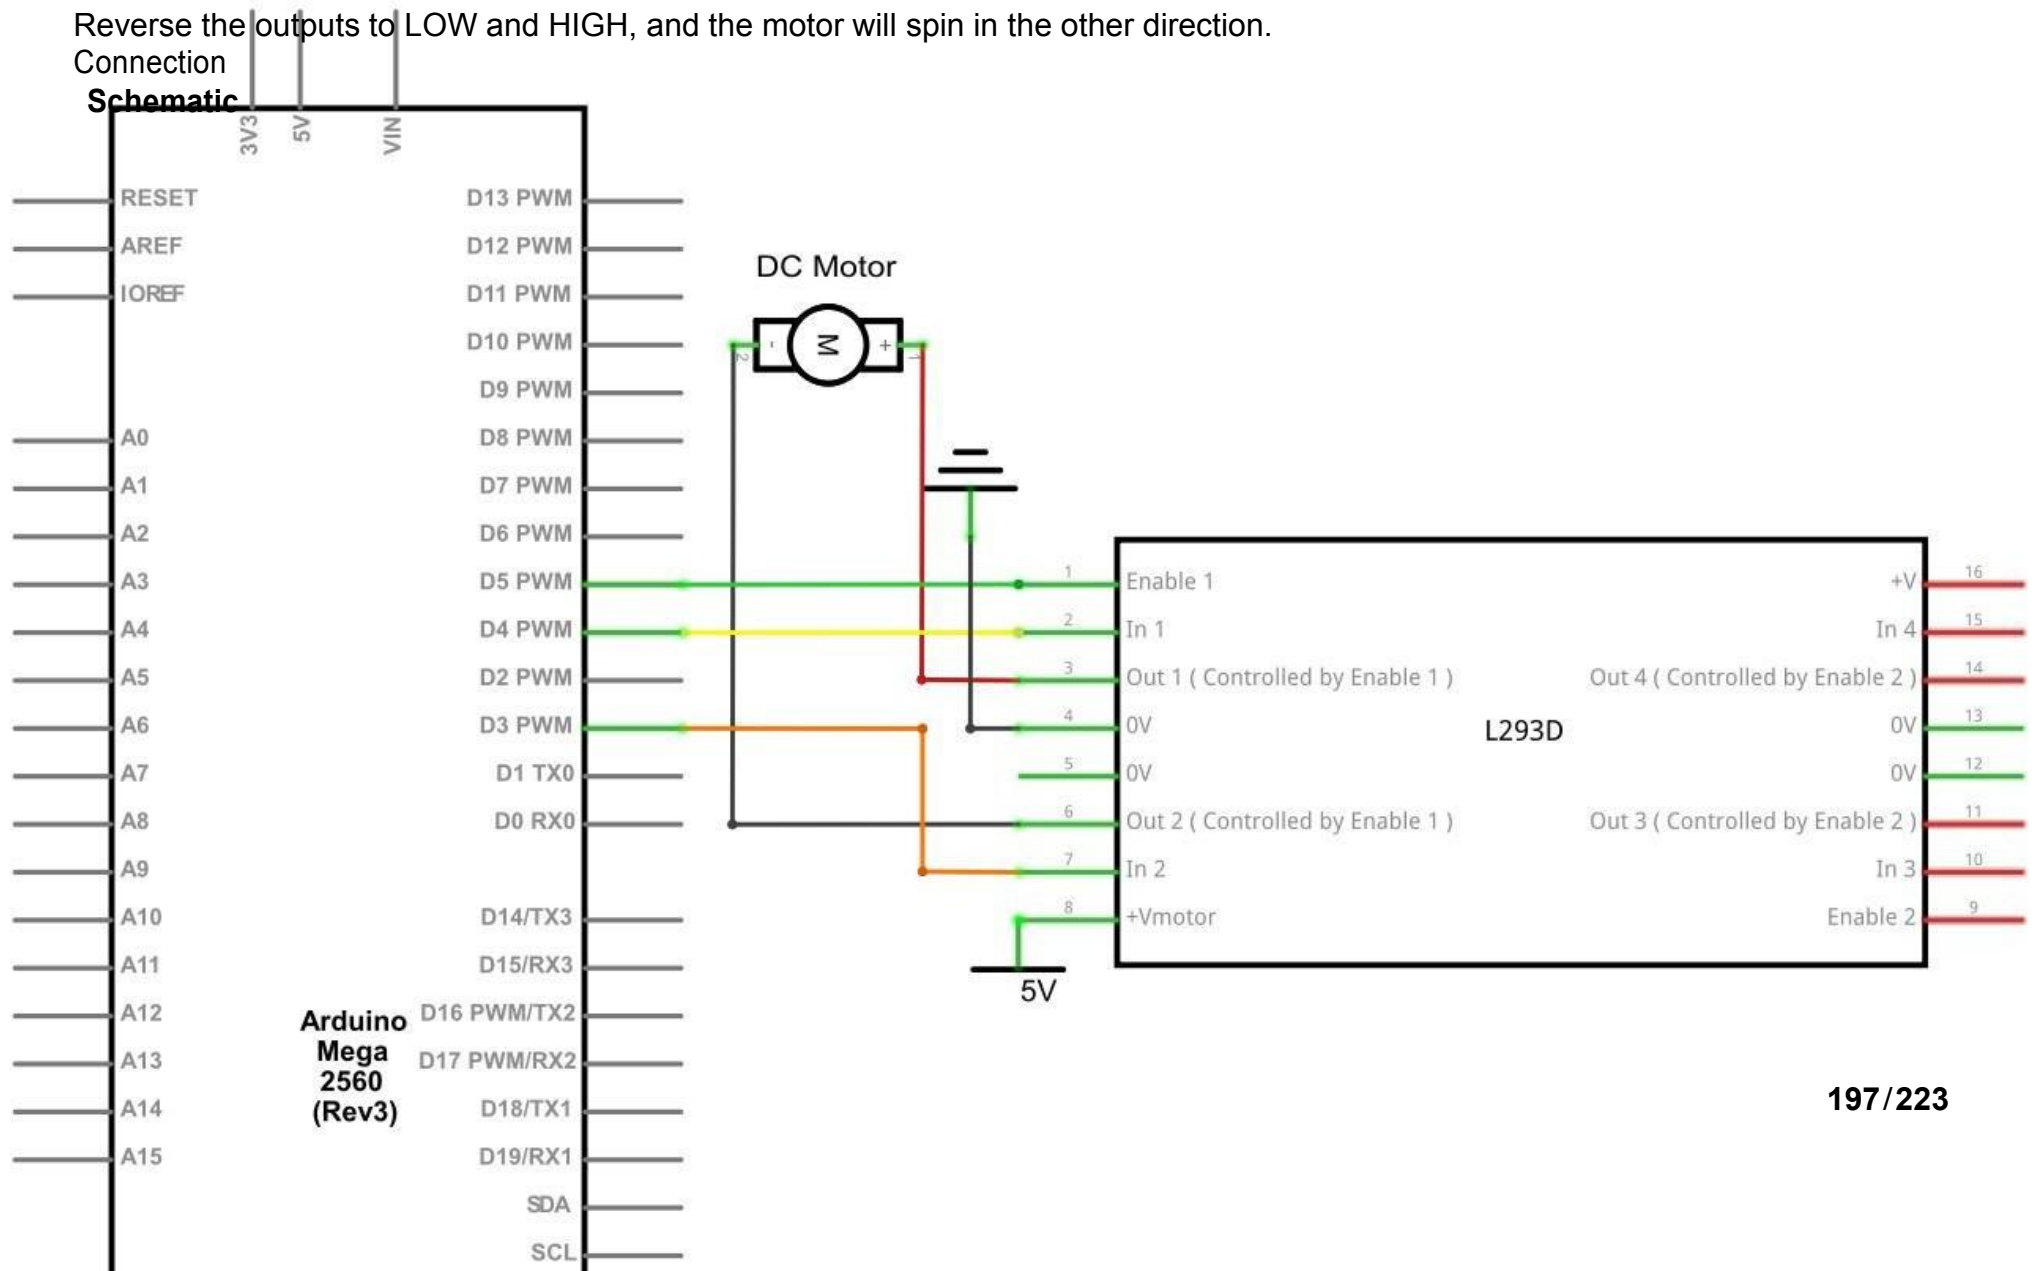 Reverse the outputs to LOW and HIGH, and the motor will spin in the other direction.
Connection
Schematic
3V3
5V
VIN
RESET
AREF
IOREF
A0
A1
A2
A3
A4
A5
A6
A7
A8
A9
A10
A11
A12
A13
A14
A15
Arduino
Mega
2560
(Rev3)
D13 PWM
D12 PWM
D11 PWM
D10 PWM
D9 PWM
D8 PWM
D7 PWM
D6 PWM
D5 PWM
D4 PWM
D2 PWM
D3 PWM
D1 TX0
D0 RX0
D14/TX3
D15/RX3
D16 PWM/TX2
D17 PWM/RX2
D18/TX1
D19/RX1
SDA
SCL
DC Motor
2
-
M
+
1
1
Enable 1
2
In 1
3
Out 1 ( Controlled by Enable 1 )
4
0V
5
0V
6
Out 2 ( Controlled by Enable 1 )
7
In 2
8
+Vmotor
5V
L293D
+V
16
In 4
15
Out 4 ( Controlled by Enable 2 )
14
0V
13
0V
12
Out 3 ( Controlled by Enable 2 )
11
In 3
10
Enable 2
9
197/223